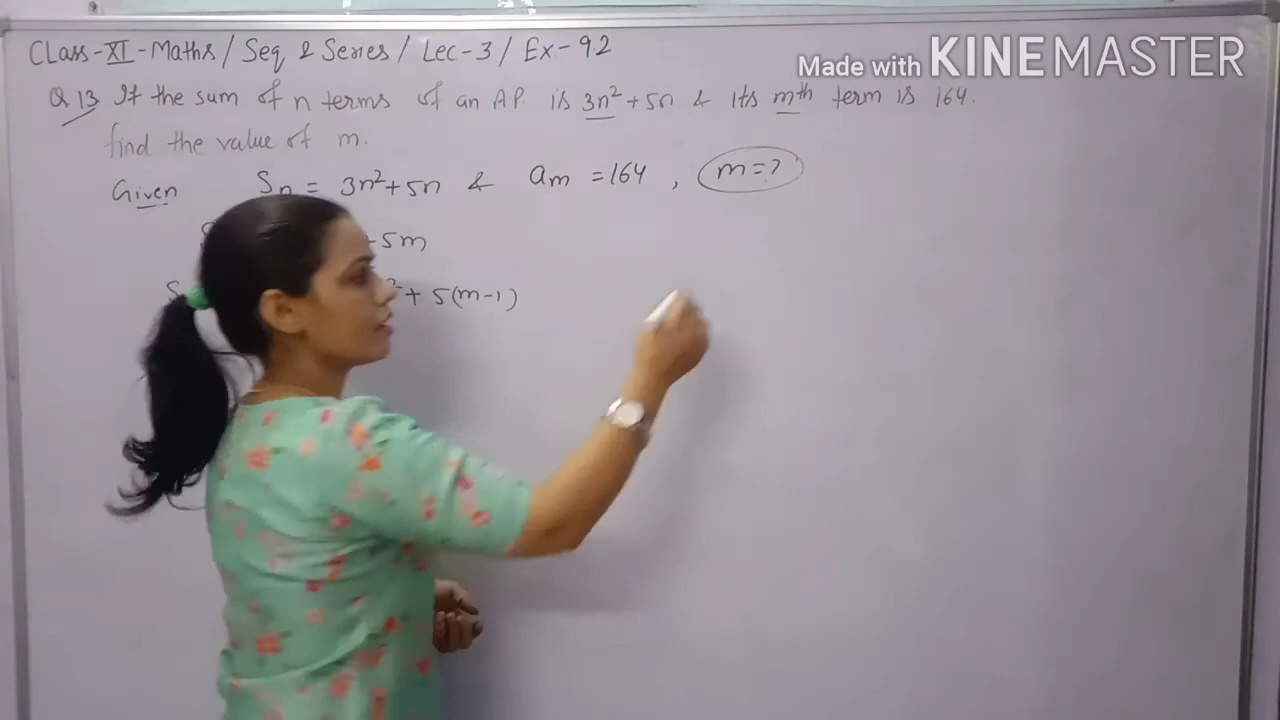 Class-XI-Maths / Seq & Series / Lec-3 / Ex-9.2
Made with KINEMASTER
Q 13 If the sum of n terms of an A.P. is 3n²+5n & its mth term is 164.
find the value of m.
Given Sn = 3n²+5n & am = 164 , m=?
5m
S ²+ 5(m-1)